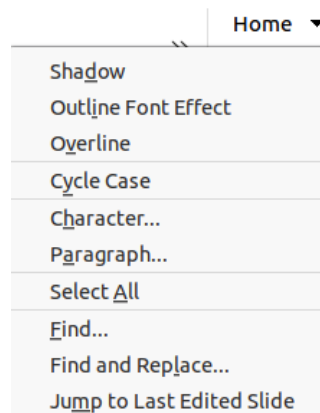 Home
Shadow
Outline Font Effect
Overline
Cycle Case
Character...
Paragraph...
Select All
Find...
Find and Replace...
Jump to Last Edited Slide